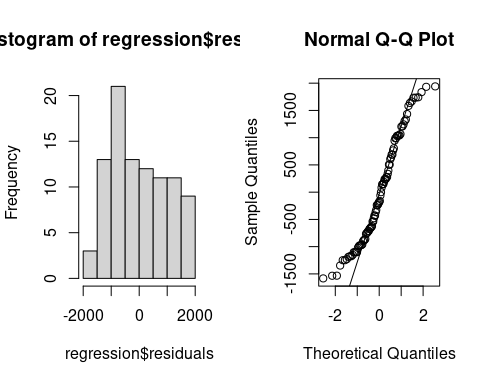 stogram of regression$res
Frequency
20
15
10
5
0
-2000
0
2000
regression$residuals
Normal Q-Q Plot
Sample Quantiles
1500
500
-500
-1500
-2
0
2
Theoretical Quantiles